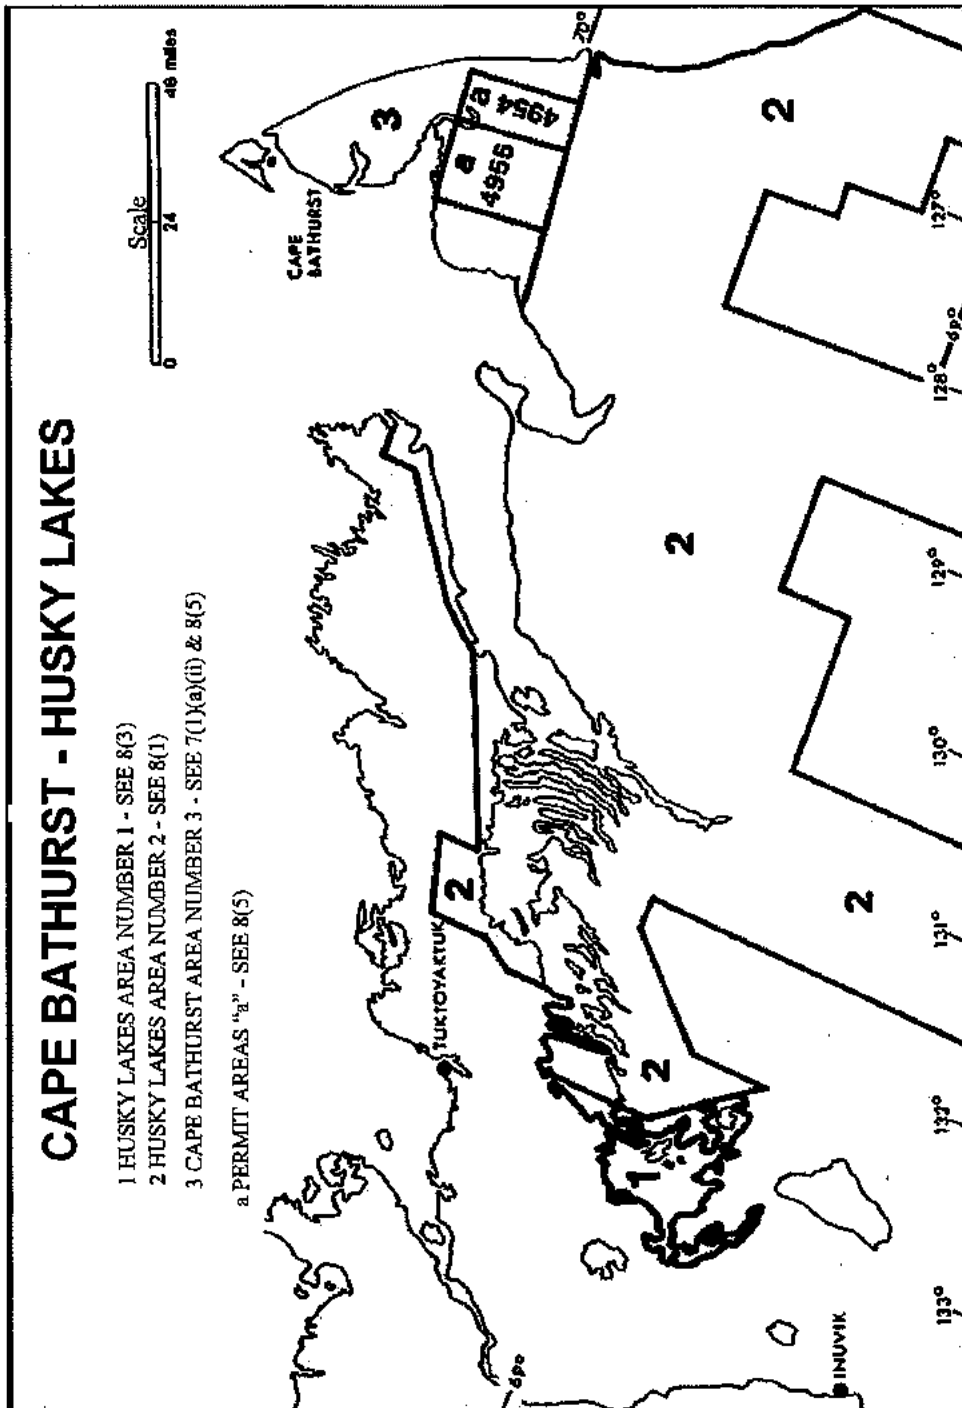 CAPE BATHURST - HUSKY LAKES
1 HUSKY LAKES AREA NUMBER 1 - SEE 8(3)
2 HUSKY LAKES AREA NUMBER 2 - SEE 8(1)
3 CAPE BATHURST AREA NUMBER 3 - SEE 7(1)(a)(ii) & 8(5)
a PERMIT AREAS "a" - SEE 8(5)
Scale
0 24 48 miles
CAPE
BATHURST
3
a
4954
a
4955
70°
TUKTOYAKTUK
2
2
2
2
2
1
INUVIK
69°
69°
133°
132°
131°
130°
129°
128°
127°